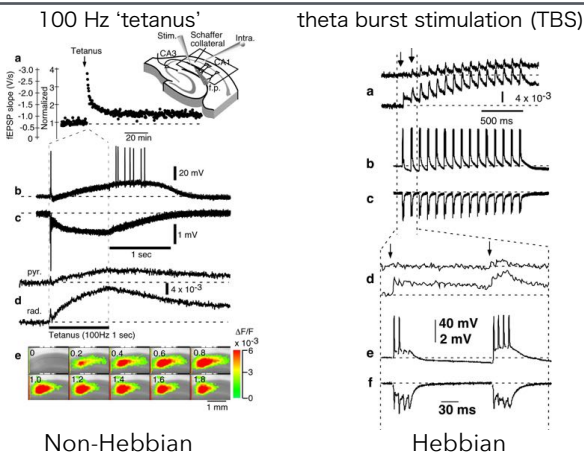 100 Hz ‘tetanus’
theta burst stimulation (TBS)
Stim.
Schaffer
collateral
Intra.
Tetanus
CA3
CA1
f.p.
a
fEPSP slope (V/s)
-3.0
-2.5
-2.0
-1.5
-1.0
-0.5
0
Normalized
4
3
2
1
20 min
b
20 mV
c
1 mV
1 sec
pyr.
d
rad.
4 x 10-3
Tetanus (100Hz 1 sec)
e
0
0.2
0.4
0.6
0.8
1.0
1.2
1.4
1.6
1.8
ΔF/F
x 10-3
6
3
0
1 mm
Non-Hebbian
a
4 x 10-3
500 ms
b
c
d
e
40 mV
2 mV
f
30 ms
Hebbian